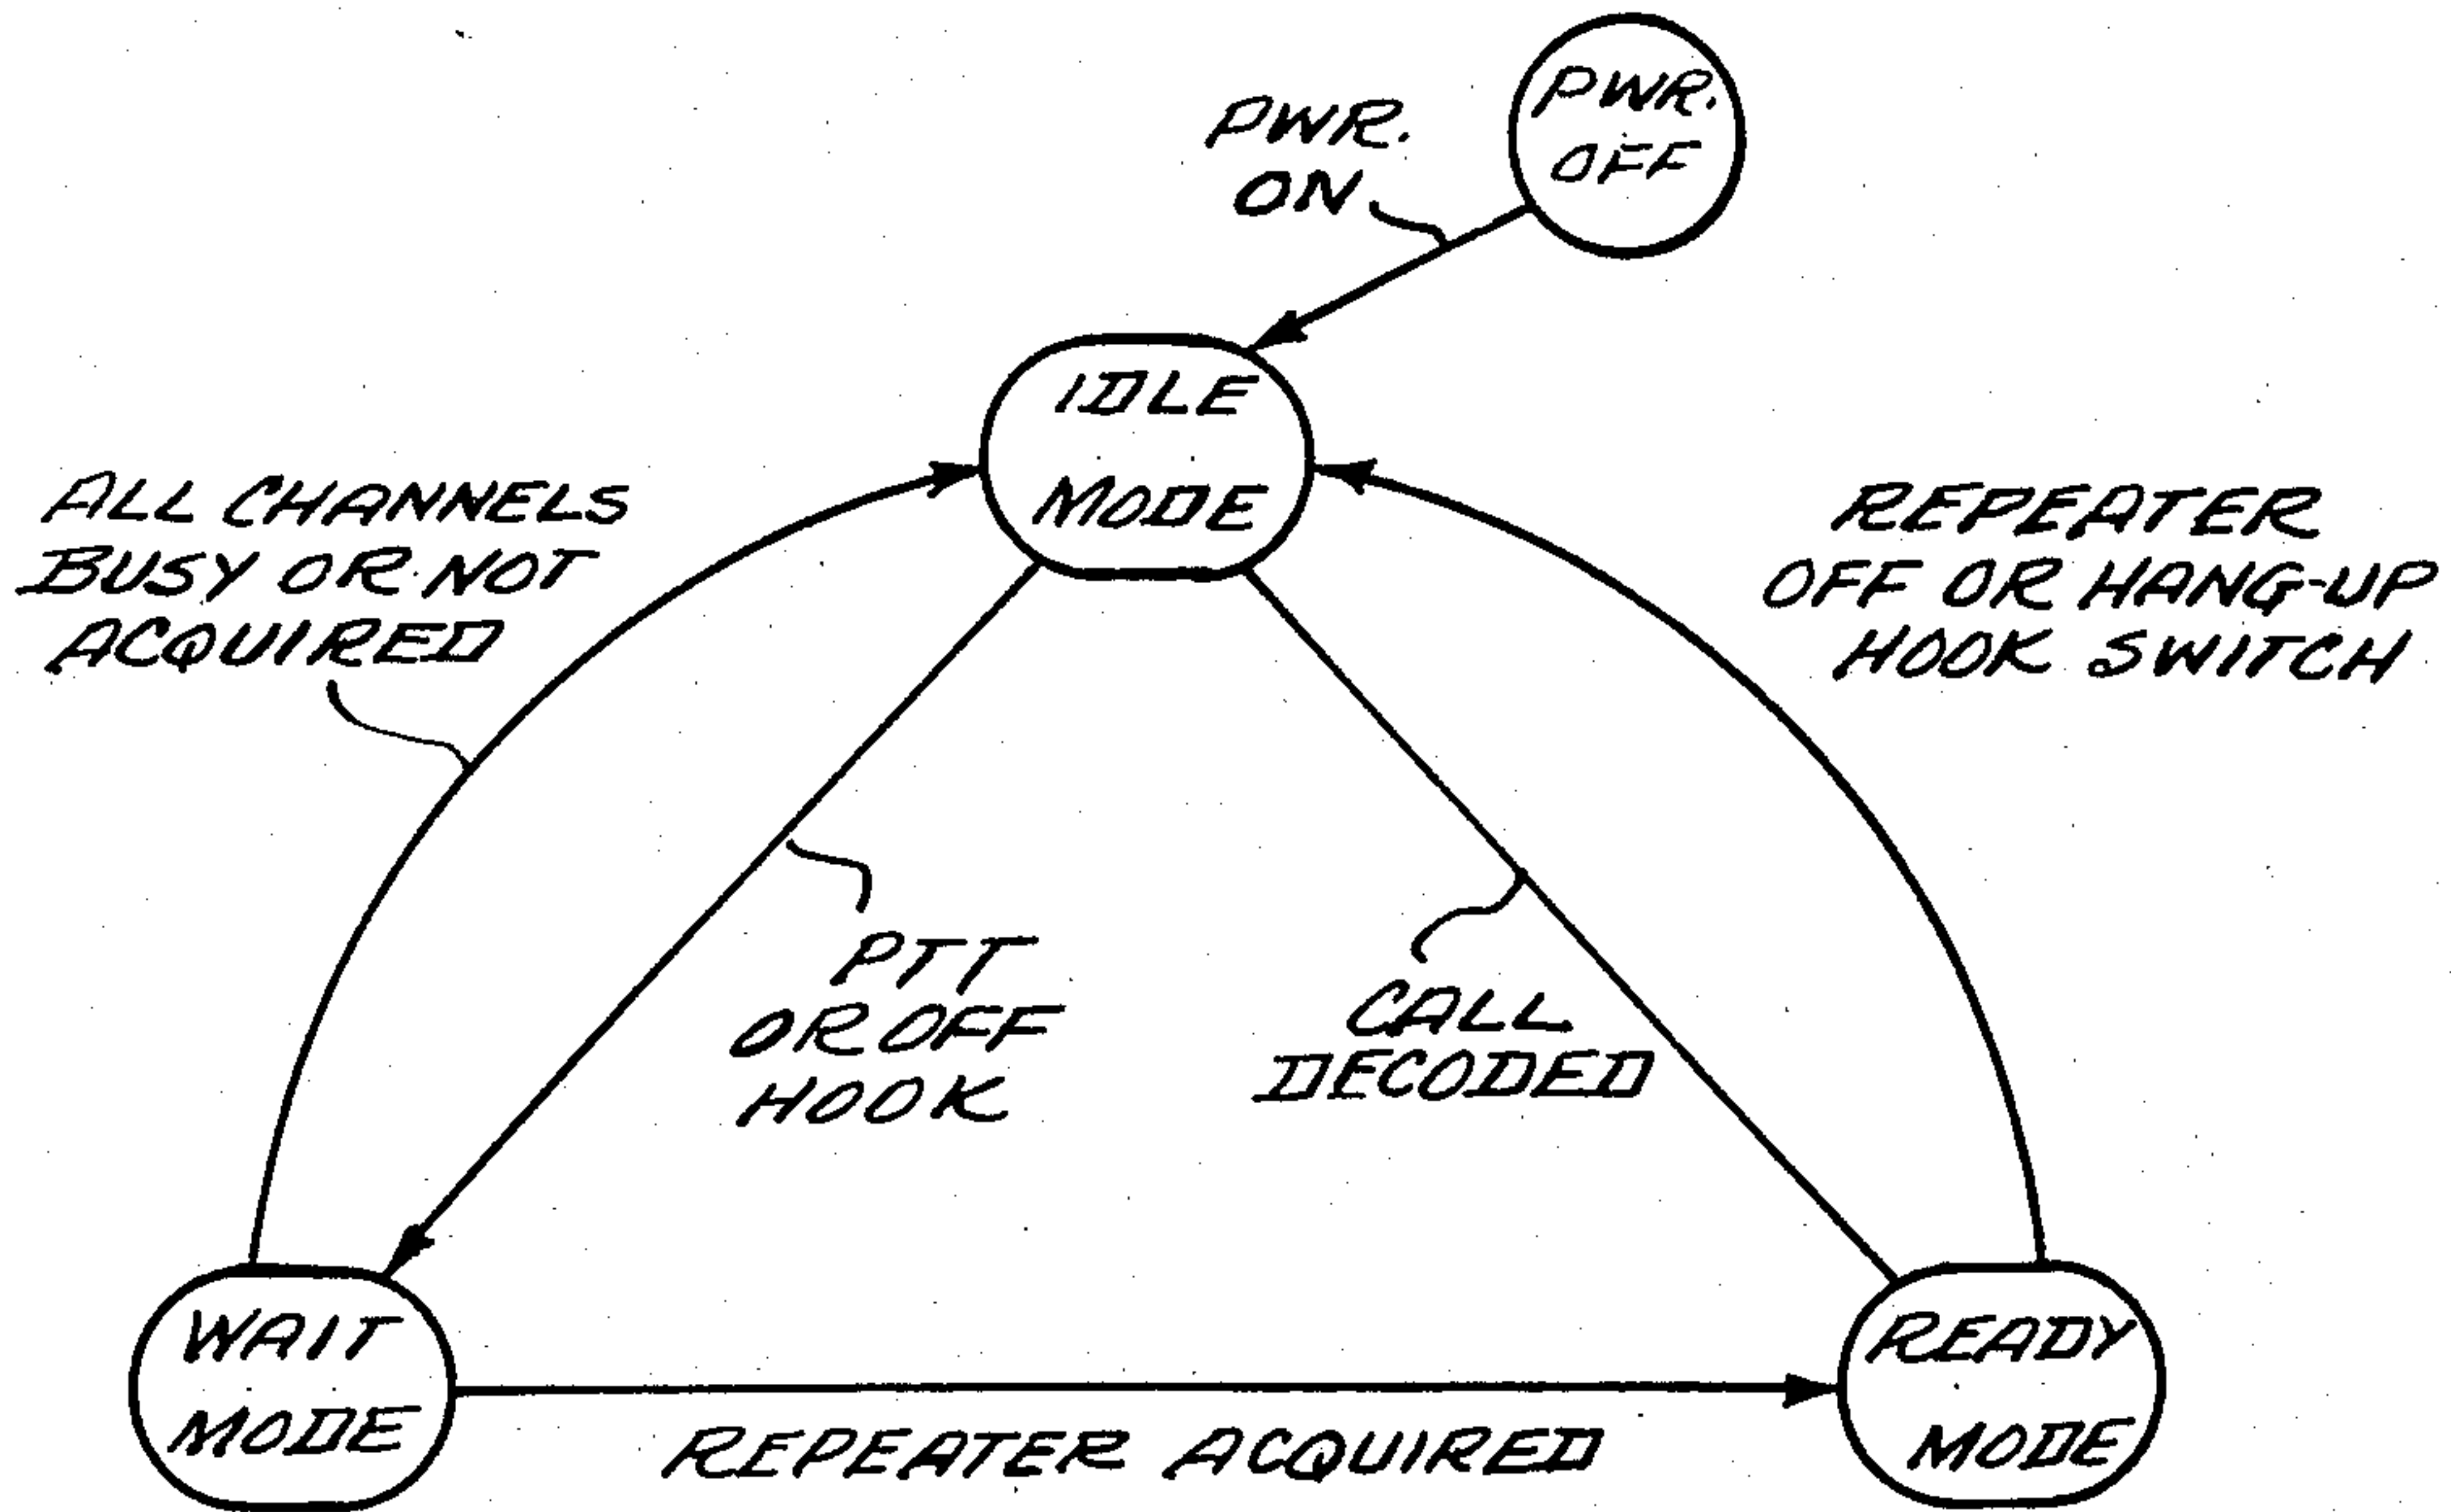 PWR.
OFF
PWR.
ON
IDLE
MODE
ALL CHANNELS
BUSY OR NOT
ACQUIRED
REPEATER
OFF OR HANG-UP
HOOK SWITCH
PTT
OR OFF
HOOK
CALL
DECODED
WAIT
MODE
READY
MODE
REPEATER ACQUIRED